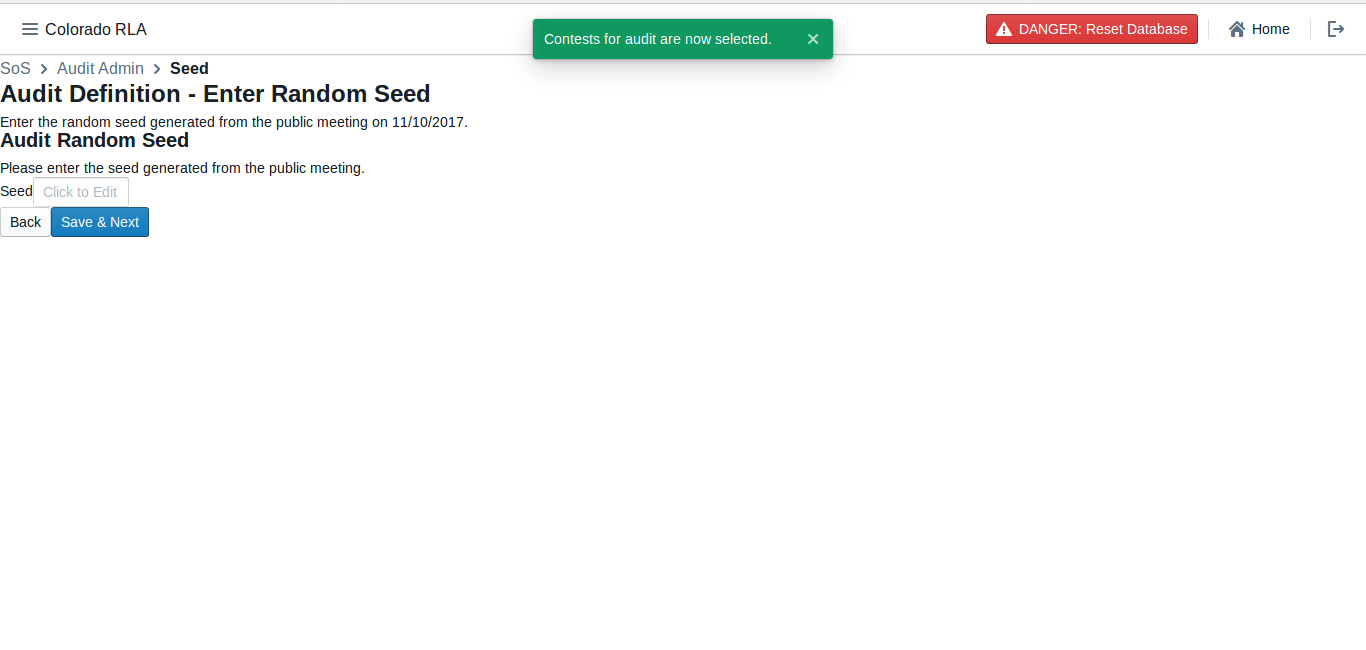 Colorado RLA
Contests for audit are now selected.
DANGER: Reset Database
Home
SoS Audit Admin Seed
Audit Definition - Enter Random Seed
Enter the random seed generated from the public meeting on 11/10/2017.
Audit Random Seed
Please enter the seed generated from the public meeting.
Seed Click to Edit
Back Save & Next